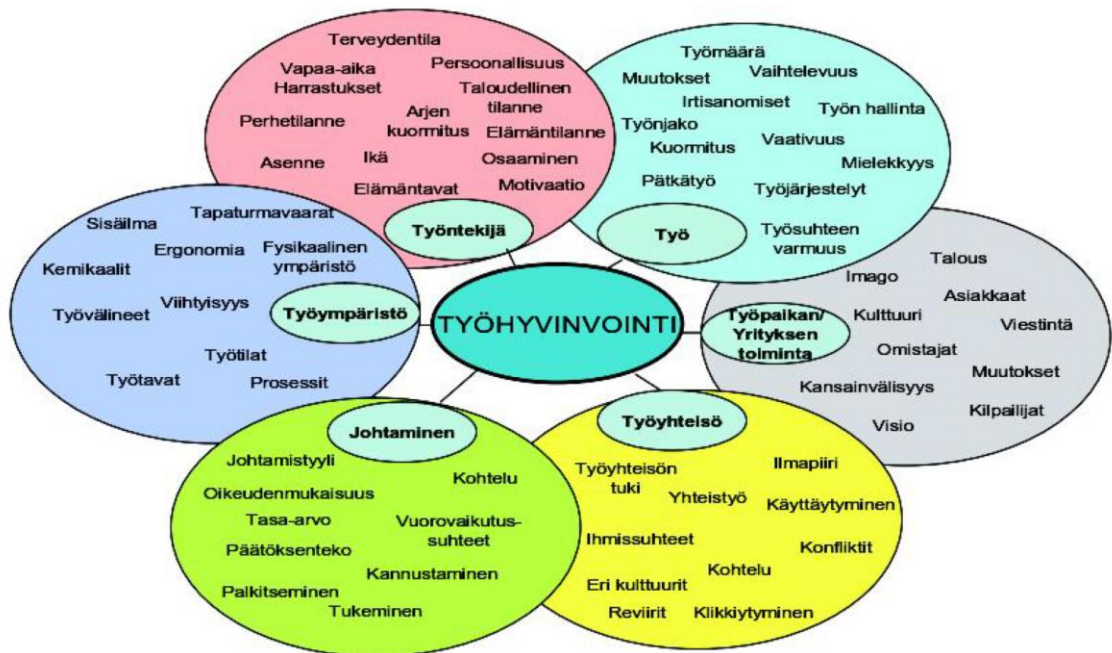 TYÖHYVINVOINTI
Työntekijä
Terveydentila
Vapaa-aika
Harrastukset
Persoonallisuus
Taloudellinen
tilanne
Perhetilanne
Arjen
kuormitus
Elämäntilanne
Asenne
Ikä
Osaaminen
Elämäntavat
Motivaatio
Työ
Työmäärä
Muutokset
Vaihtelevuus
Irtisanomiset
Työn hallinta
Työnjako
Kuormitus
Vaativuus
Mielekkyys
Pätkätyö
Työjärjestelyt
Työsuhteen
varmuus
Työpaikan/
Yrityksen
toiminta
Imago
Talous
Asiakkaat
Kulttuuri
Viestintä
Omistajat
Muutokset
Kansainvälisyys
Kilpailijat
Visio
Työyhteisö
Työyhteisön
tuki
Ilmapiiri
Yhteistyö
Käyttäytyminen
Ihmissuhteet
Konfliktit
Kohtelu
Eri kulttuurit
Reviirit
Klikkiytyminen
Johtaminen
Johtamistyyli
Kohtelu
Oikeudenmukaisuus
Tasa-arvo
Vuorovaikutus-
suhteet
Päätöksenteko
Kannustaminen
Palkitseminen
Tukeminen
Työympäristö
Sisäilma
Tapaturmavaarat
Ergonomia
Fysikaalinen
ympäristö
Kemikaalit
Viihtyisyys
Työvälineet
Työtilat
Työtavat
Prosessit